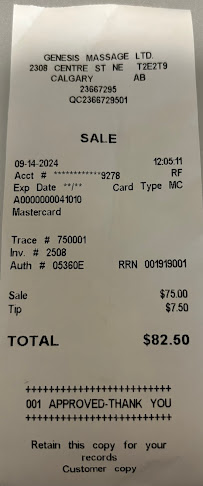 GENESIS MASSAGE LTD.
2308 CENTRE ST NE T2E2T9
CALGARY AB
23667295
QC2366729501
SALE
09-14-2024 12:05:11
Acct # ************9278 RF
Exp Date **/** Card Type MC
A0000000041010
Mastercard
Trace # 750001
Inv. # 2508
Auth # 05360E RRN 001919001
Sale $75.00
Tip $7.50
TOTAL $82.50
++++++++++++++++++++++++
001 APPROVED-THANK YOU
++++++++++++++++++++++++
Retain this copy for your
records
Customer copy